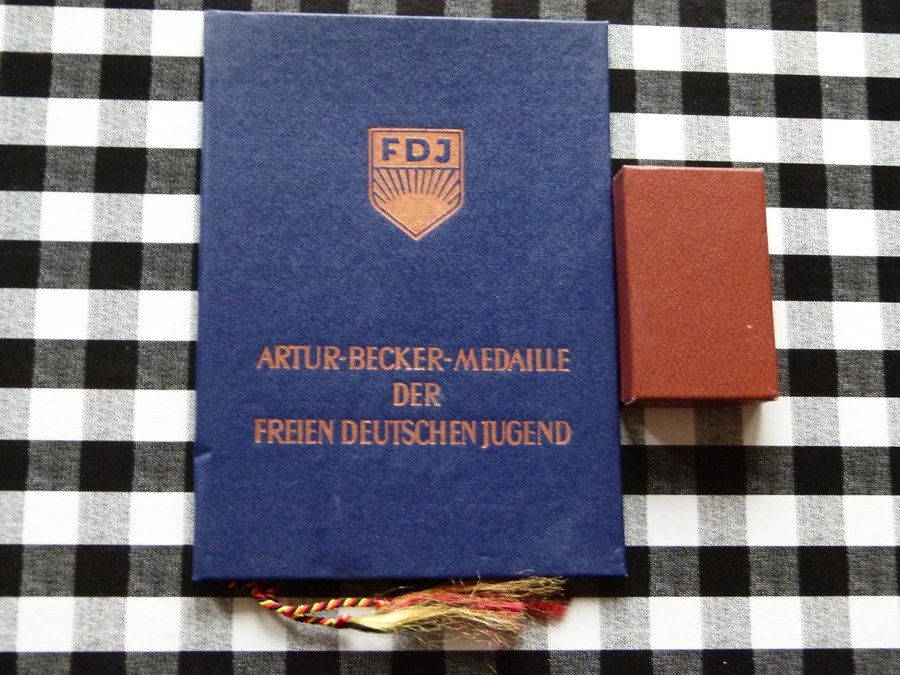 FDJ
ARTUR-BECKER-MEDAILLE
DER
FREIEN DEUTSCHEN JUGEND